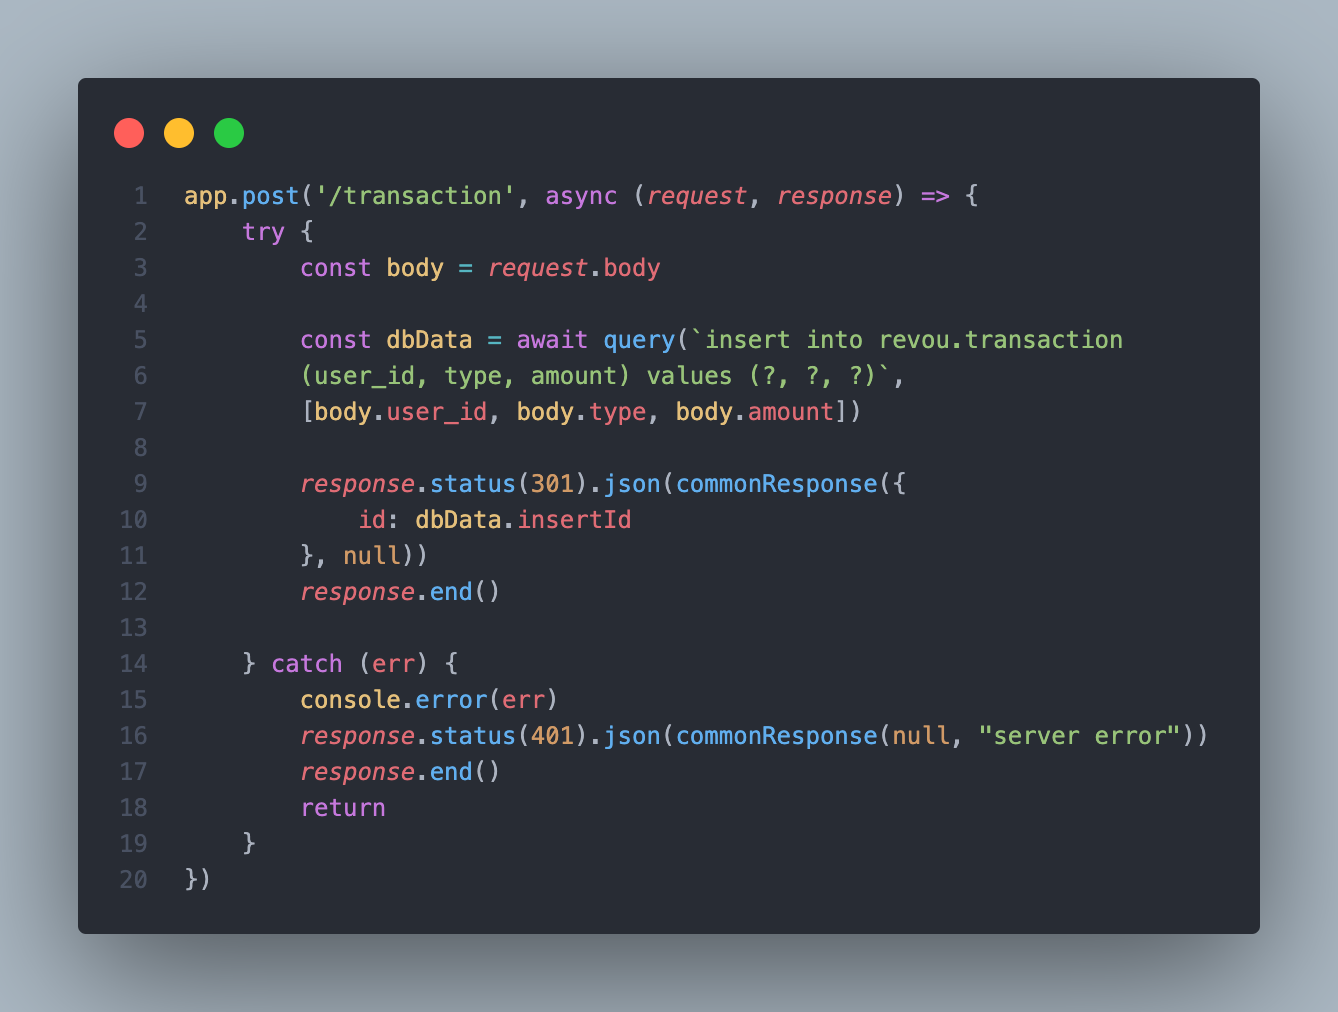 1 app.post('/transaction', async (request, response) => {
2     try {
3         const body = request.body
4
5         const dbData = await query(`insert into revou.transaction
6         (user_id, type, amount) values (?, ?, ?)`,
7         [body.user_id, body.type, body.amount])
8
9         response.status(301).json(commonResponse({
10             id: dbData.insertId
11         }, null))
12         response.end()
13
14     } catch (err) {
15         console.error(err)
16         response.status(401).json(commonResponse(null, "server error"))
17         response.end()
18         return
19     }
20 })